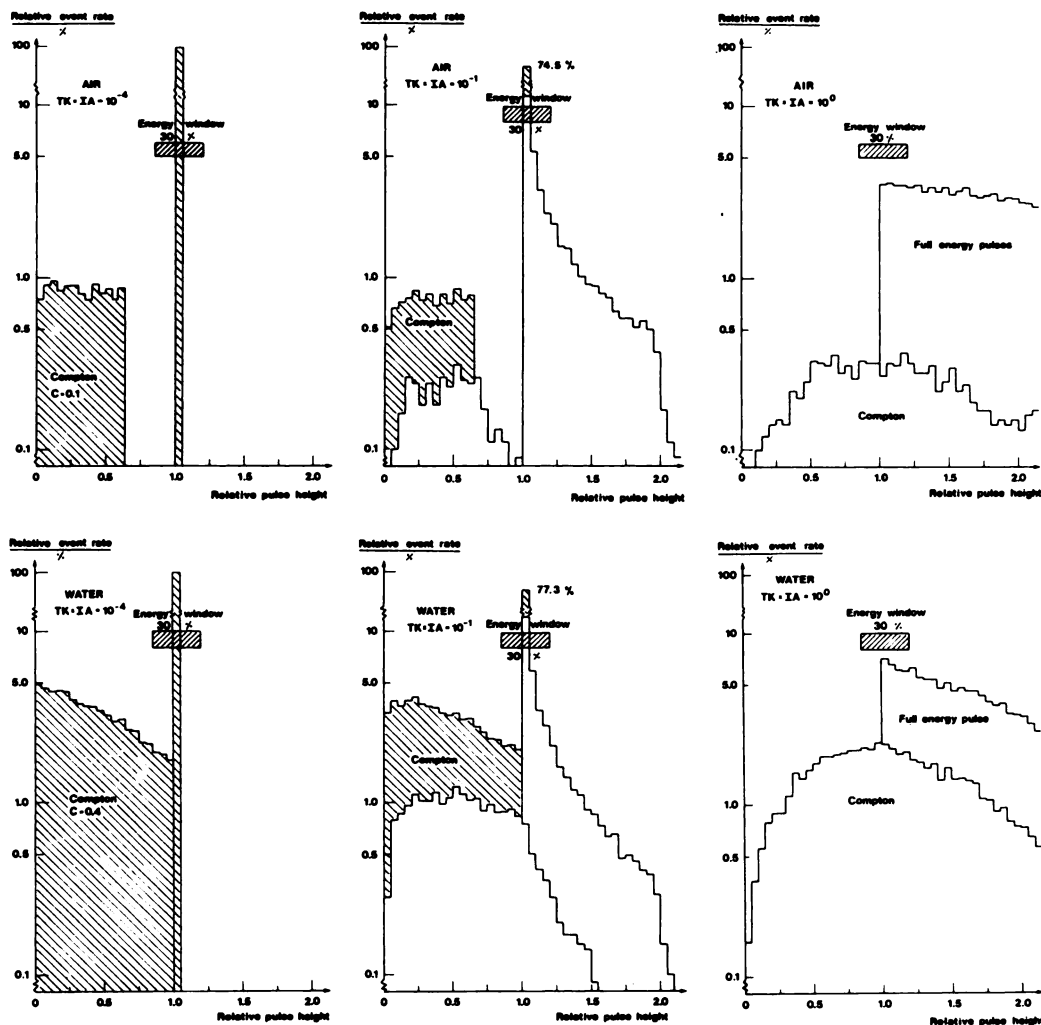 Relative event rate
%
100
10
5.0
1.0
0.5
0.1
AIR
TK · ΣA = 10⁻⁴
Energy window
30 %
Compton
C=0.1
0 0.5 1.0 1.5 2.0
Relative pulse height
Relative event rate
%
100
10
5.0
1.0
0.5
0.1
74.5 %
AIR
TK · ΣA = 10⁻¹
Energy window
30 %
Compton
0 0.5 1.0 1.5 2.0
Relative pulse height
Relative event rate
%
100
10
5.0
1.0
0.5
0.1
AIR
TK · ΣA = 10⁰
Energy window
30 %
Full energy pulses
Compton
0 0.5 1.0 1.5 2.0
Relative pulse height
Relative event rate
%
100
10
5.0
1.0
0.5
0.1
WATER
TK · ΣA = 10⁻⁴
Energy window
30 %
Compton
C=0.4
0 0.5 1.0 1.5 2.0
Relative pulse height
Relative event rate
%
100
10
5.0
1.0
0.5
0.1
77.3 %
WATER
TK · ΣA = 10⁻¹
Energy window
30 %
Compton
0 0.5 1.0 1.5 2.0
Relative pulse height
Relative event rate
%
100
10
5.0
1.0
0.5
0.1
WATER
TK · ΣA = 10⁰
Energy window
30 %
Full energy pulse
Compton
0 0.5 1.0 1.5 2.0
Relative pulse height